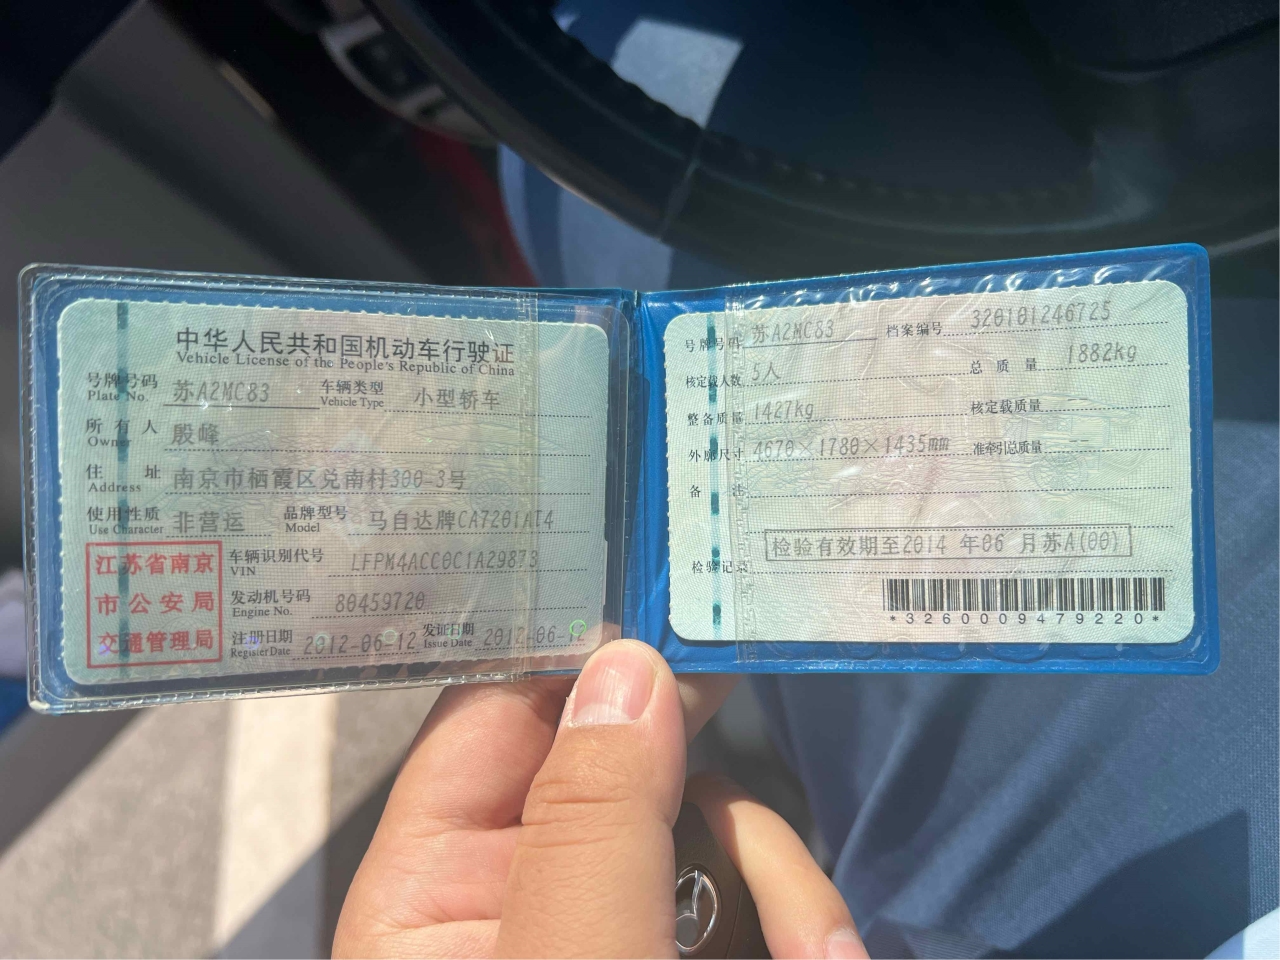 中华人民共和国机动车行驶证
Vehicle License of the People's Republic of China
号牌号码 苏A2MC83 车辆类型 小型轿车
Plate No. Vehicle Type
所有人 殷峰
Owner
住址 南京市栖霞区兑南村300-3号
Address
使用性质 非营运 品牌型号 马自达牌CA7201AT4
Use Character Model
江苏省南京
市公安局
交通管理局
车辆识别代号 LFPM4ACC0C1A29873
VIN
发动机号码 80459720
Engine No.
注册日期 2012-06-12 发证日期 2012-06-12
Register Date Issue Date
号牌号码 苏A2MC83 档案编号 320101246725
核定载人数 5人 总质量 1882kg
整备质量 1427kg 核定载质量 --
外廓尺寸 4670×1780×1435mm 准牵引总质量 --
备注
检验有效期至2014 年06 月苏A(00)
检验记录
*3260009479220*